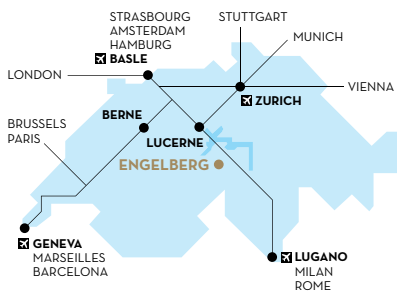 STRASBOURG
AMSTERDAM
HAMBURG
BASLE
STUTTGART
MUNICH
LONDON
VIENNA
ZURICH
BERNE
BRUSSELS
PARIS
LUCERNE
ENGELBERG
GENEVA
MARSEILLES
BARCELONA
LUGANO
MILAN
ROME